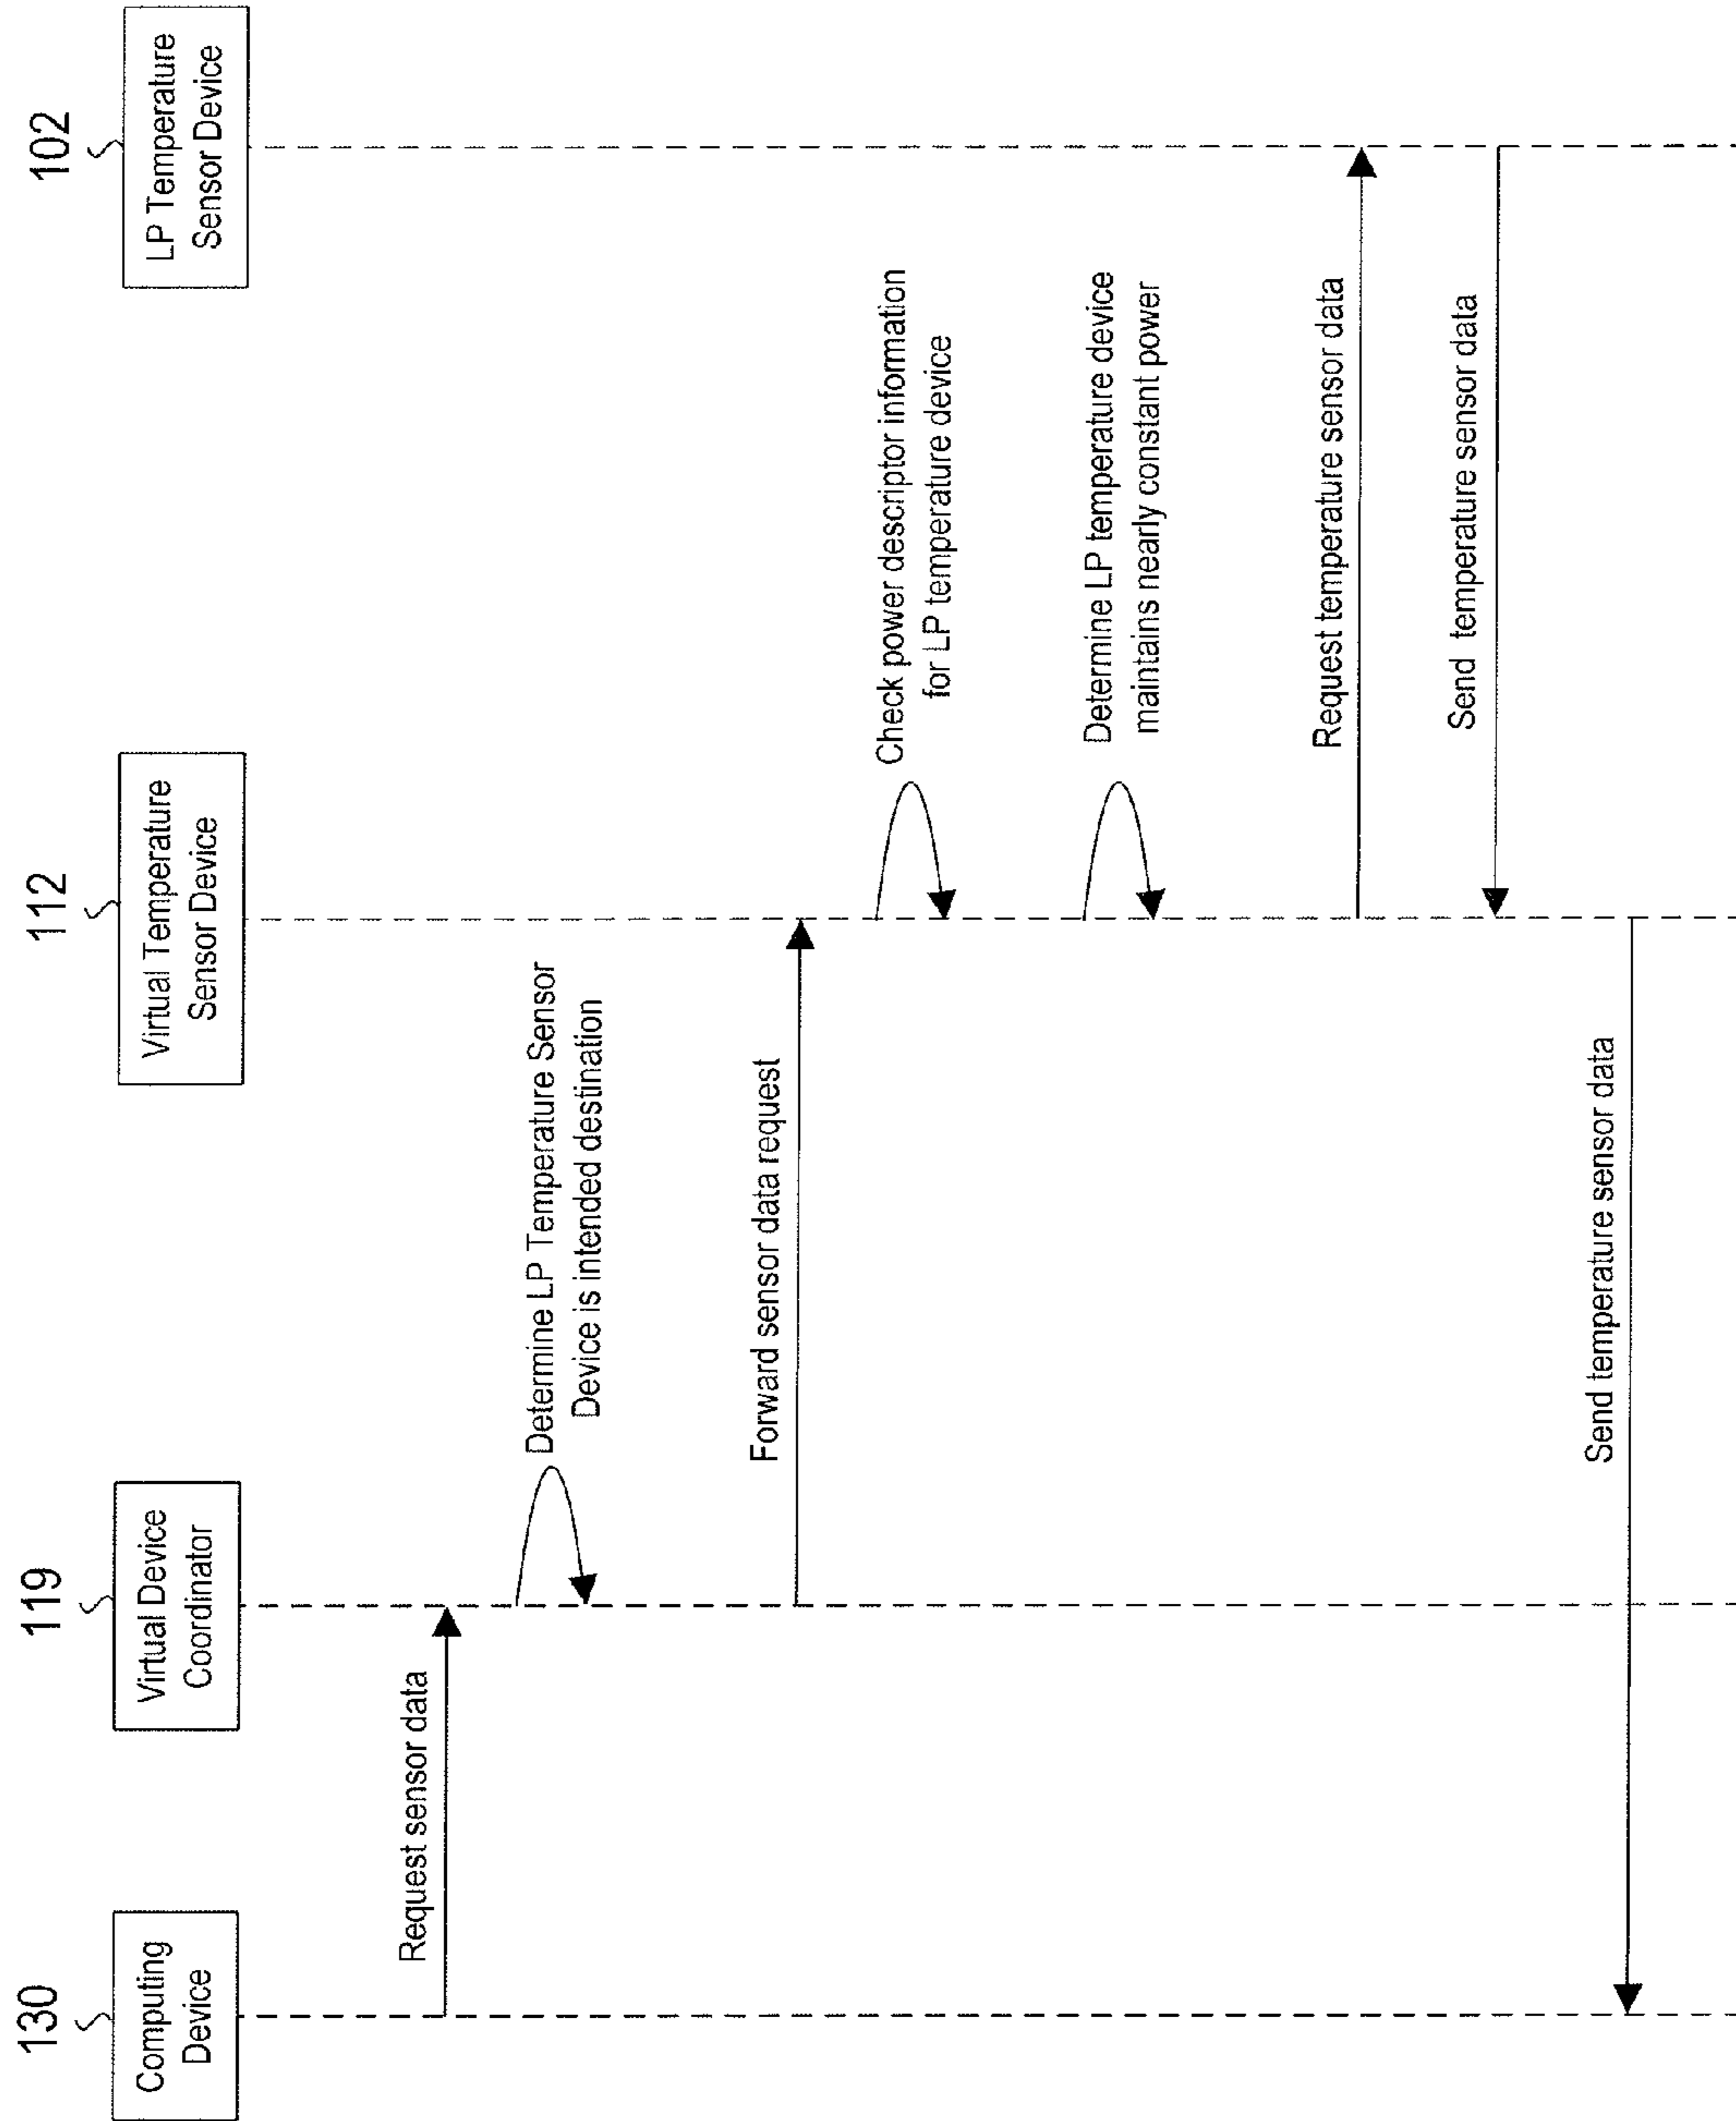 130
Computing
Device
119
Virtual Device
Coordinator
112
Virtual Temperature
Sensor Device
102
LP Temperature
Sensor Device
Request sensor data
Determine LP Temperature Sensor
Device is intended destination
Forward sensor data request
Check power descriptor information
for LP temperature device
Determine LP temperature device
maintains nearly constant power
Request temperature sensor data
Send temperature sensor data
Send temperature sensor data